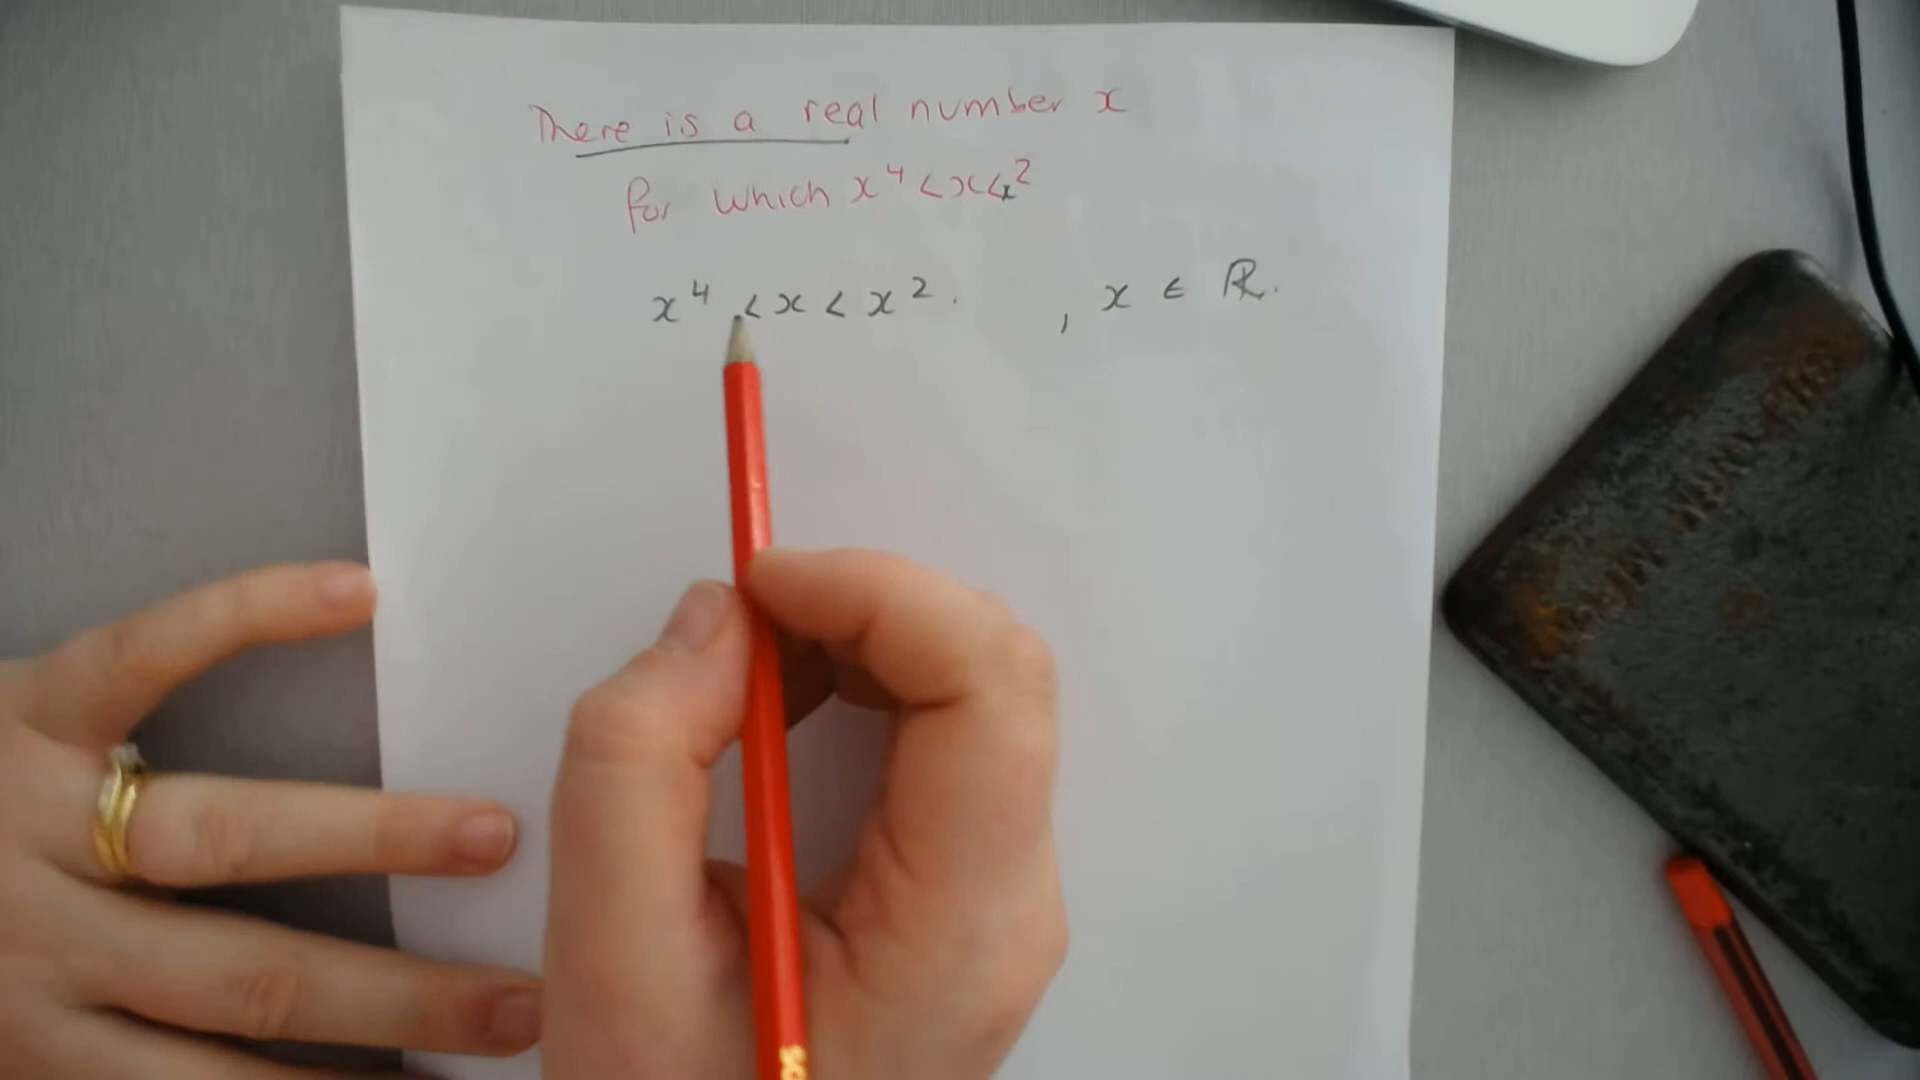 There is a real number x
for which x⁴ < x < x²
x⁴ < x < x². , x ∈ ℝ.